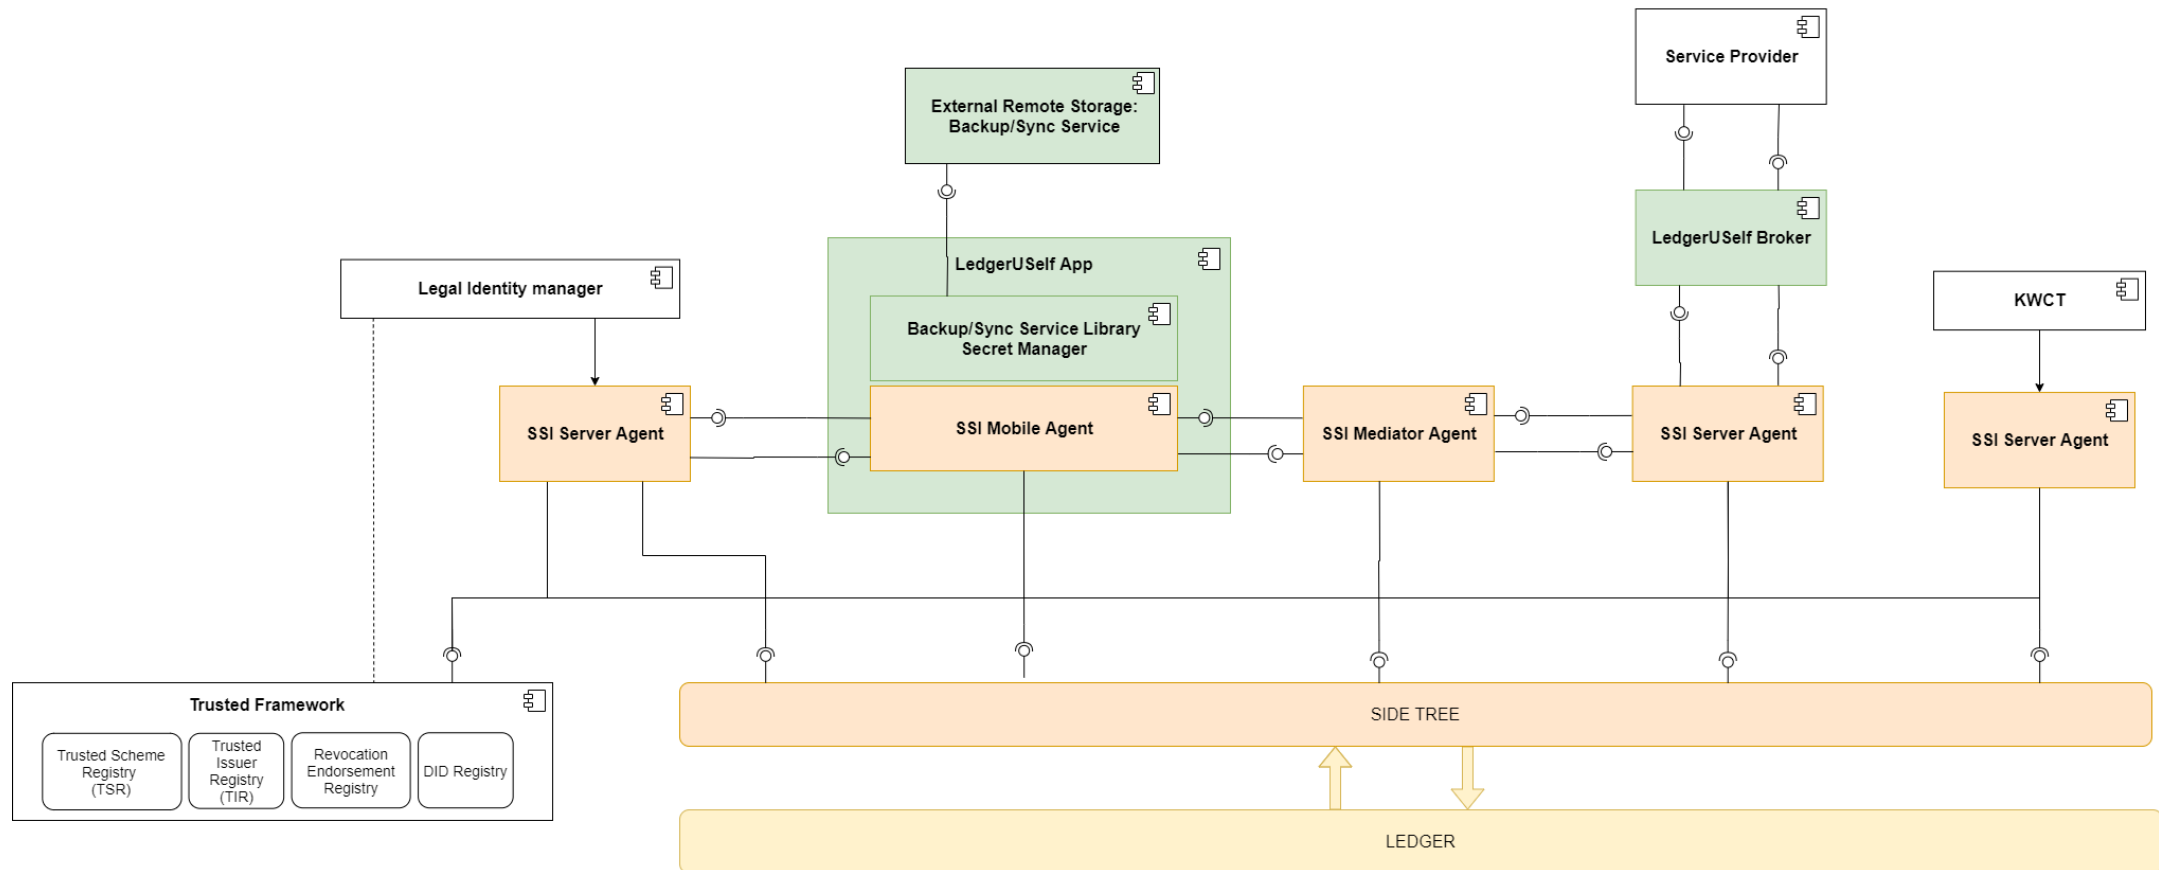 Service Provider
External Remote Storage:
Backup/Sync Service
LedgerUSelf Broker
LedgerUSelf App
Legal Identity manager
KWCT
Backup/Sync Service Library
Secret Manager
SSI Server Agent
SSI Mobile Agent
SSI Mediator Agent
SSI Server Agent
SSI Server Agent
Trusted Framework
Trusted Scheme
Registry
(TSR)
Trusted
Issuer
Registry
(TIR)
Revocation
Endorsement
Registry
DID Registry
SIDE TREE
LEDGER